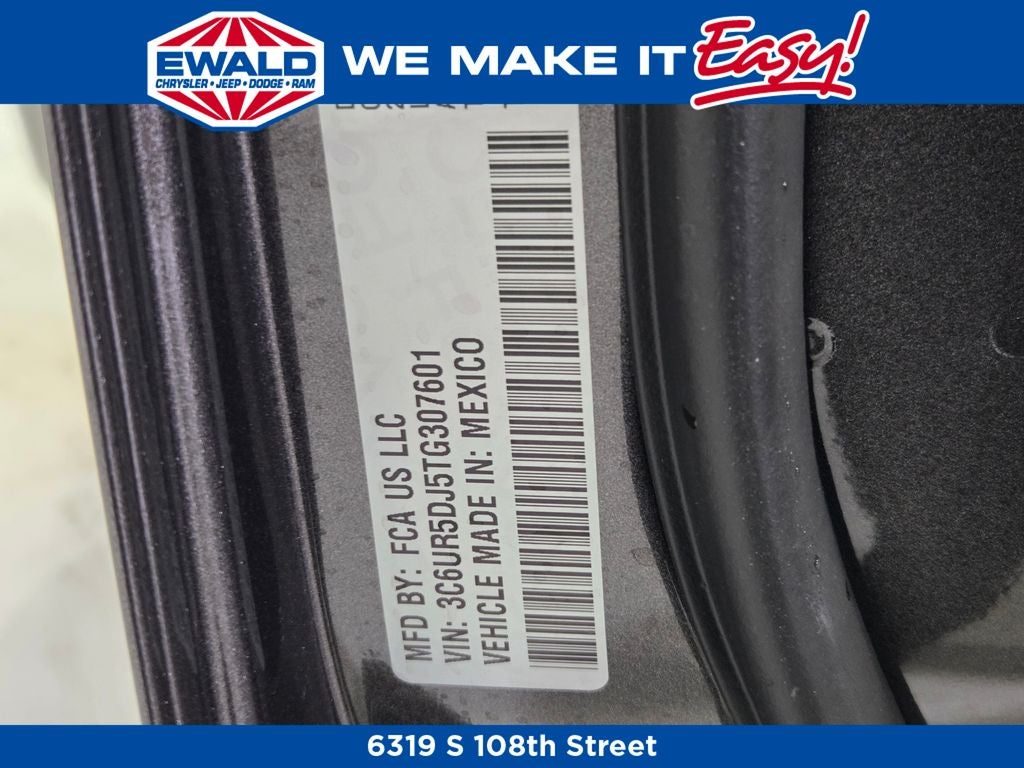 EWALD
CHRYSLER • JEEP • DODGE • RAM
WE MAKE IT Easy!
MFD BY: FCA US LLC
VIN: 3C6UR5DJ5TG307601
VEHICLE MADE IN: MEXICO
6319 S 108th Street